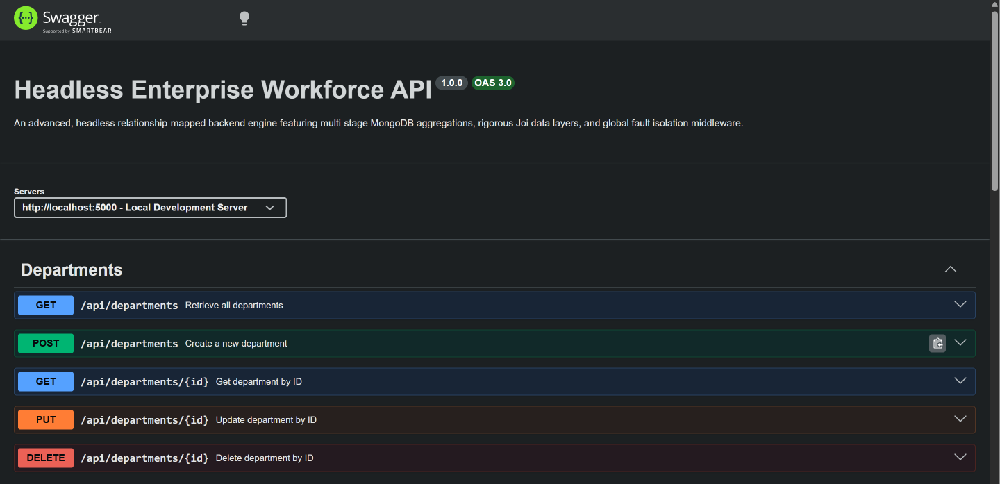 {···} Swagger™
Supported by SMARTBEAR
Headless Enterprise Workforce API 1.0.0 OAS 3.0
An advanced, headless relationship-mapped backend engine featuring multi-stage MongoDB aggregations, rigorous Joi data layers, and global fault isolation middleware.
Servers
http://localhost:5000 - Local Development Server
Departments
GET /api/departments Retrieve all departments
POST /api/departments Create a new department
GET /api/departments/{id} Get department by ID
PUT /api/departments/{id} Update department by ID
DELETE /api/departments/{id} Delete department by ID